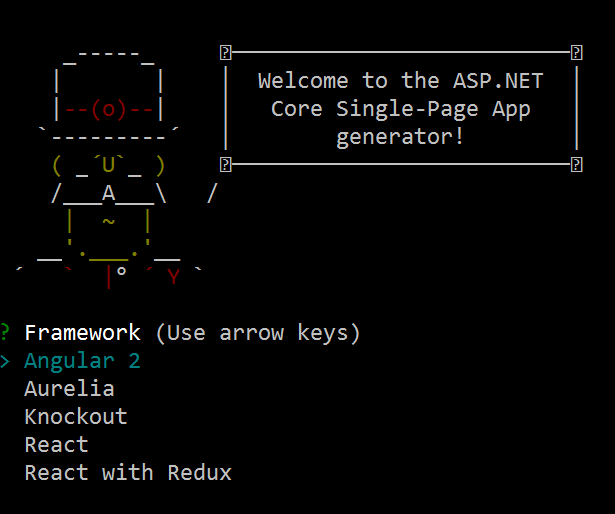 Welcome to the ASP.NET
Core Single-Page App
generator!
? Framework (Use arrow keys)
> Angular 2
Aurelia
Knockout
React
React with Redux